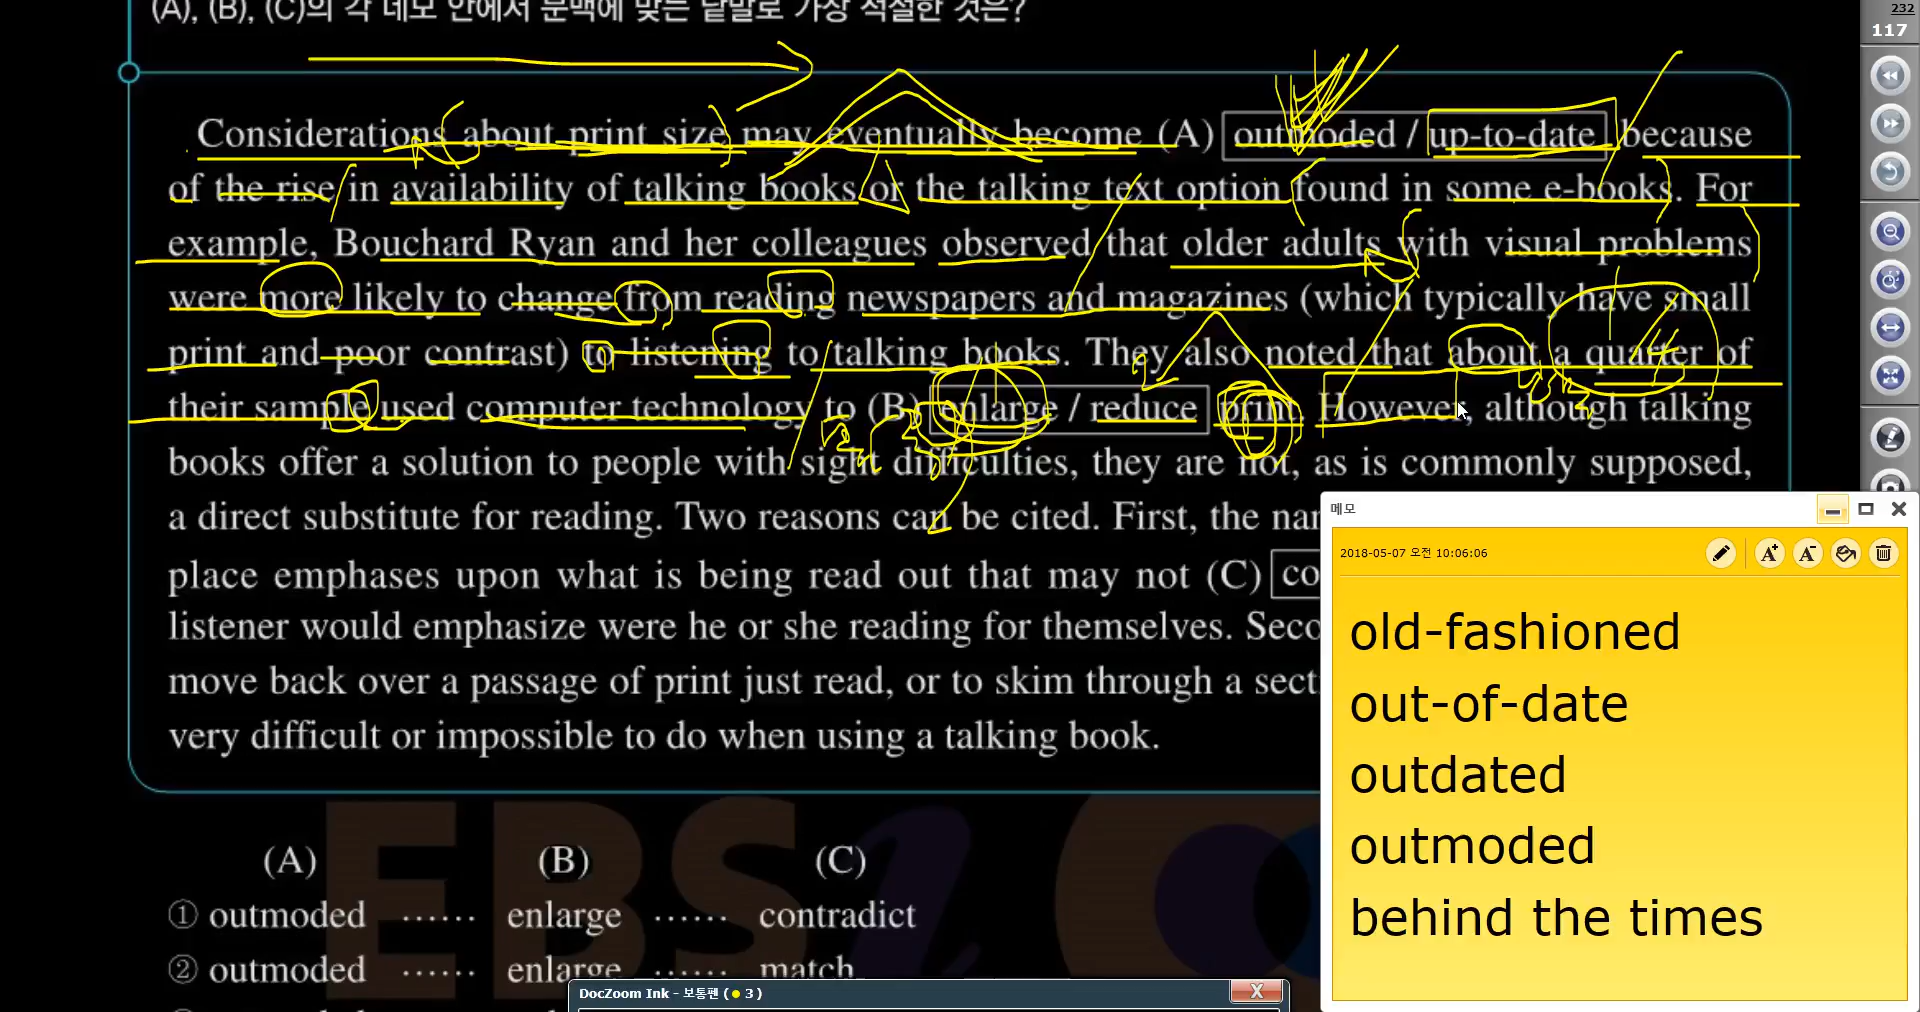 (A), (B), (C)의 각 네모 안에서 문맥에 맞는 낱말로 가장 적절한 것은?
232
117
Considerations about print size may eventually become (A) outmoded / up-to-date because
of the rise in availability of talking books or the talking text option found in some e-books. For
example, Bouchard Ryan and her colleagues observed that older adults with visual problems
were more likely to change from reading newspapers and magazines (which typically have small
print and poor contrast) to listening to talking books. They also noted that about a quarter of
their sample used computer technology to (B) enlarge / reduce print. However, although talking
books offer a solution to people with sight difficulties, they are not, as is commonly supposed,
a direct substitute for reading. Two reasons can be cited. First, the nar
place emphases upon what is being read out that may not (C) co
listener would emphasize were he or she reading for themselves. Seco
move back over a passage of print just read, or to skim through a sect
very difficult or impossible to do when using a talking book.
메모
2018-05-07 오전 10:06:06
old-fashioned
out-of-date
outdated
outmoded
behind the times
EBSi
(A) (B) (C)
① outmoded ······ enlarge ······ contradict
② outmoded ······ enlarge ······ match
DocZoom Ink - 보통펜 ( 3 )